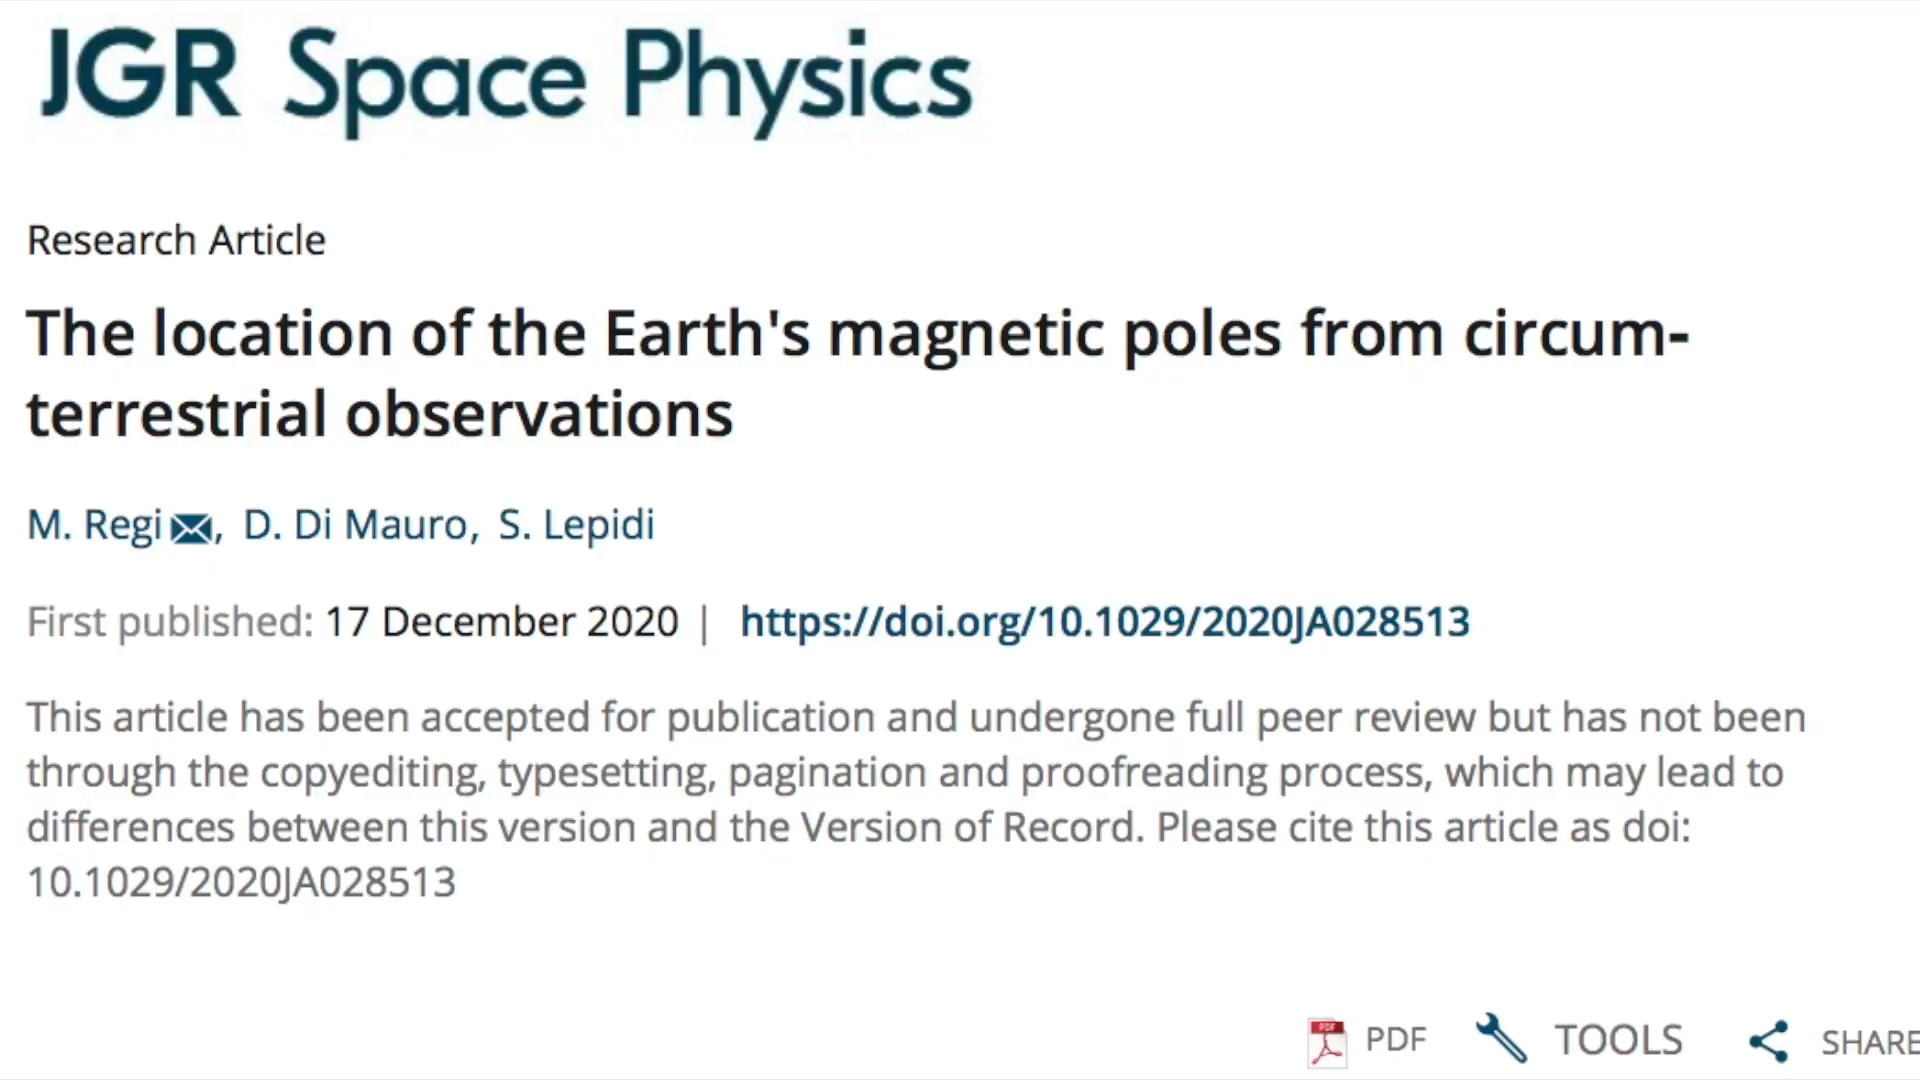 JGR Space Physics
Research Article
The location of the Earth's magnetic poles from circum-
terrestrial observations
M. Regi, D. Di Mauro, S. Lepidi
First published: 17 December 2020 | https://doi.org/10.1029/2020JA028513
This article has been accepted for publication and undergone full peer review but has not been
through the copyediting, typesetting, pagination and proofreading process, which may lead to
differences between this version and the Version of Record. Please cite this article as doi:
10.1029/2020JA028513
PDF PDF TOOLS SHARE